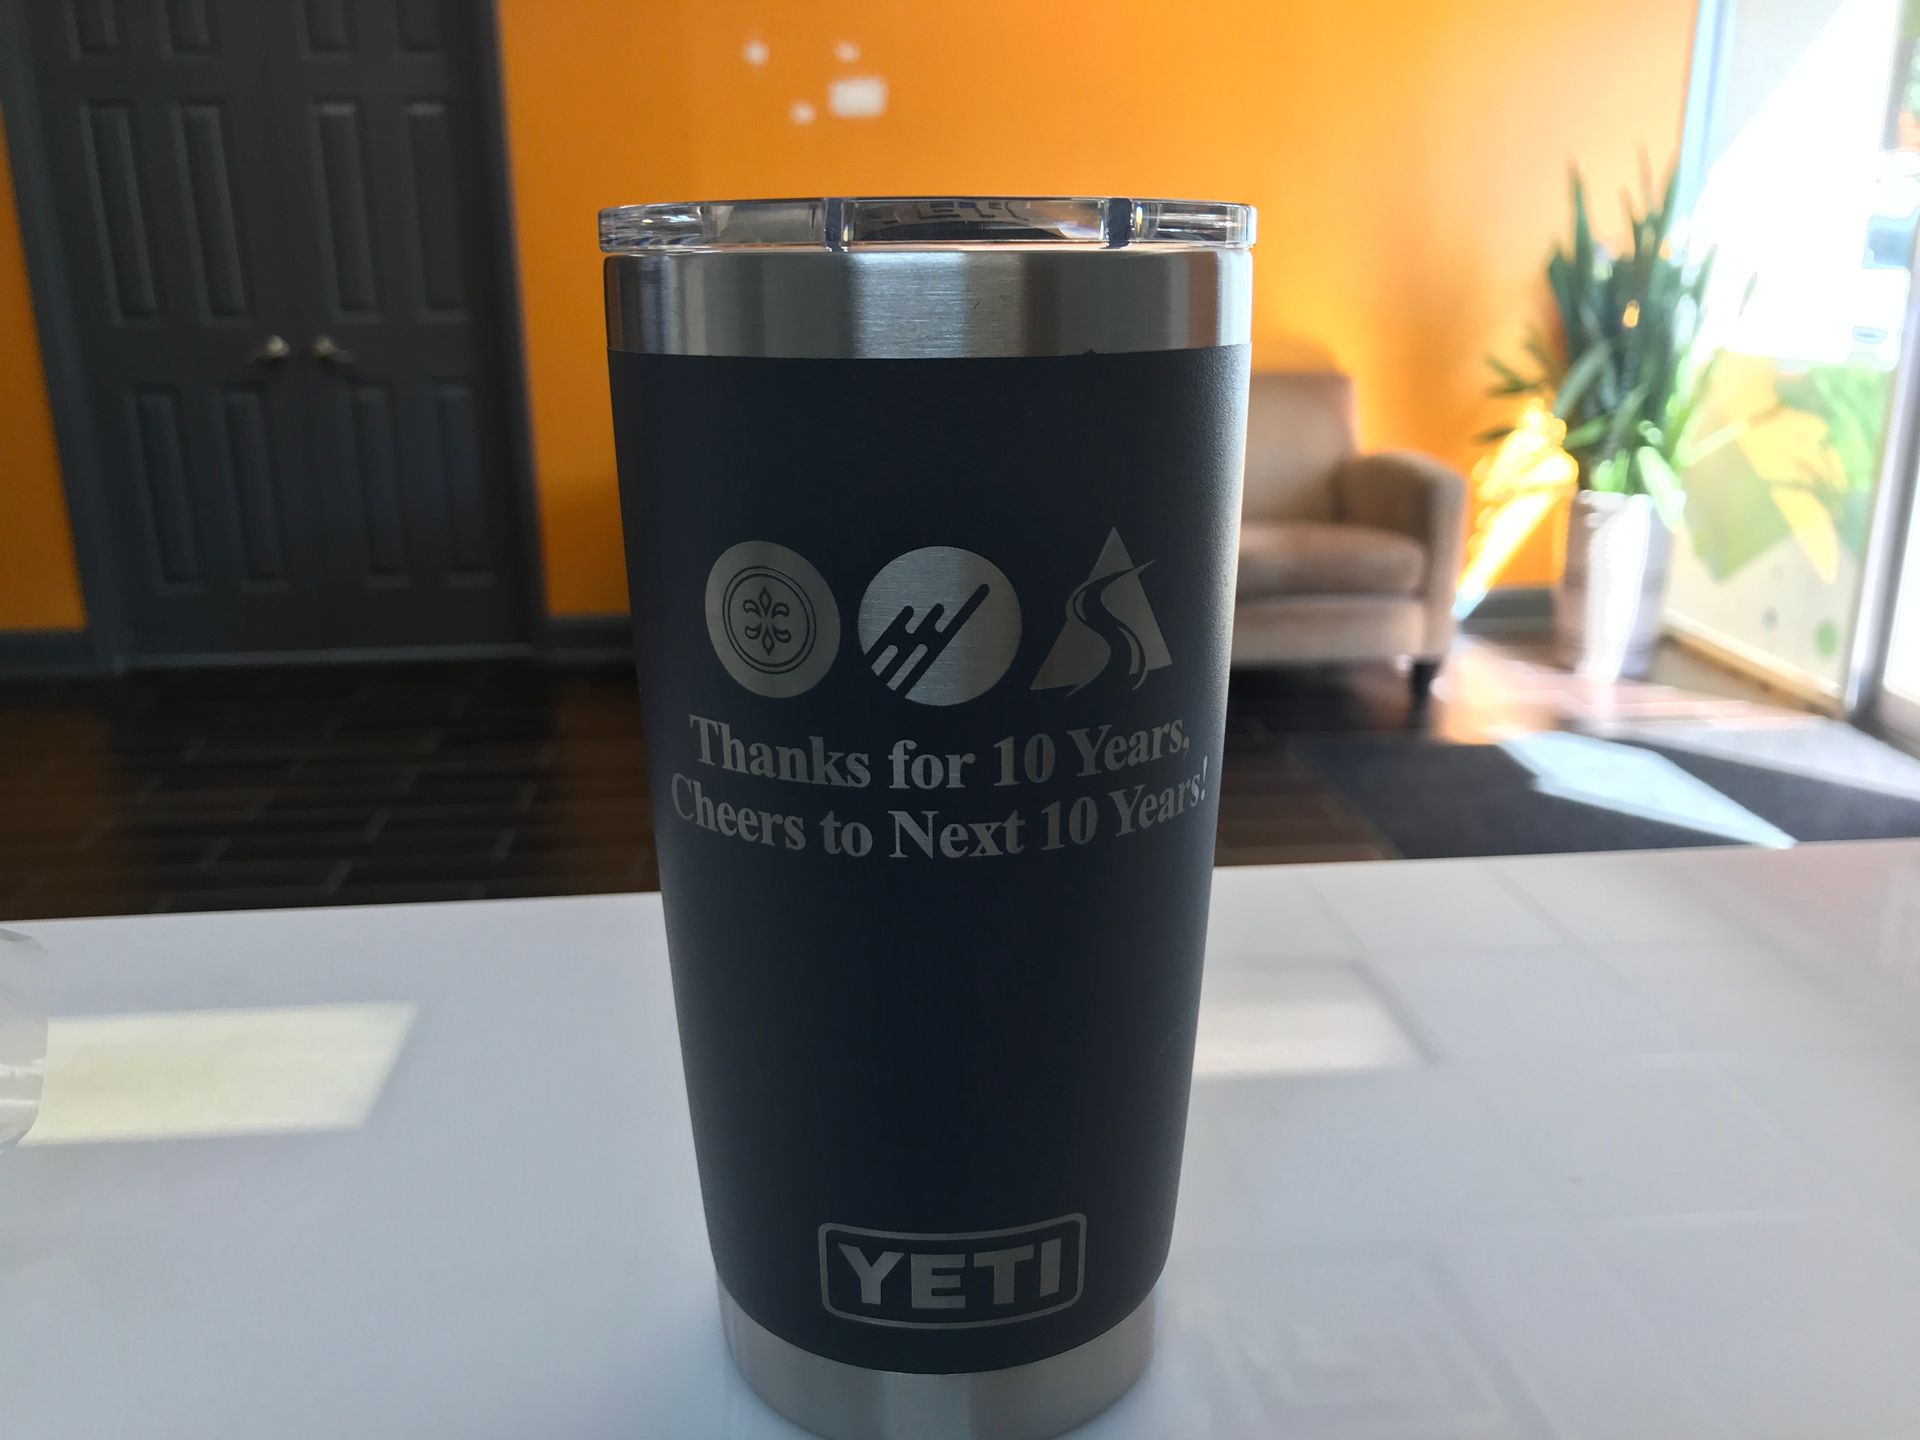 Thanks for 10 Years,
Cheers to Next 10 Years!
YETI